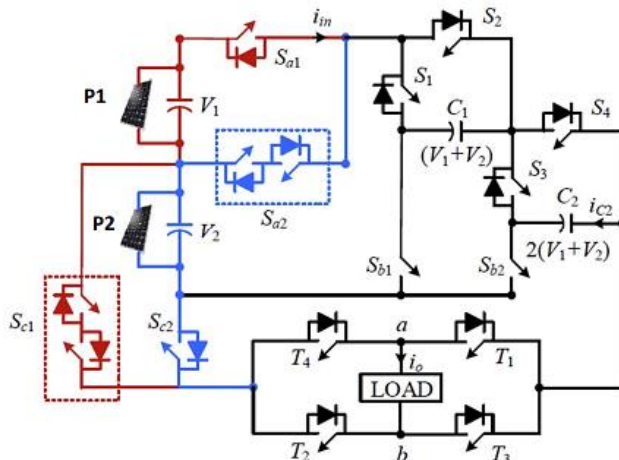 i_in
S_2
S_a1
P1
V_1
S_1
C_1
(V_1+V_2)
S_4
S_3
S_a2
P2
V_2
C_2
i_C2
2(V_1+V_2)
S_b1
S_b2
S_c1
S_c2
a
T_4
i_o
T_1
LOAD
T_2
b
T_3